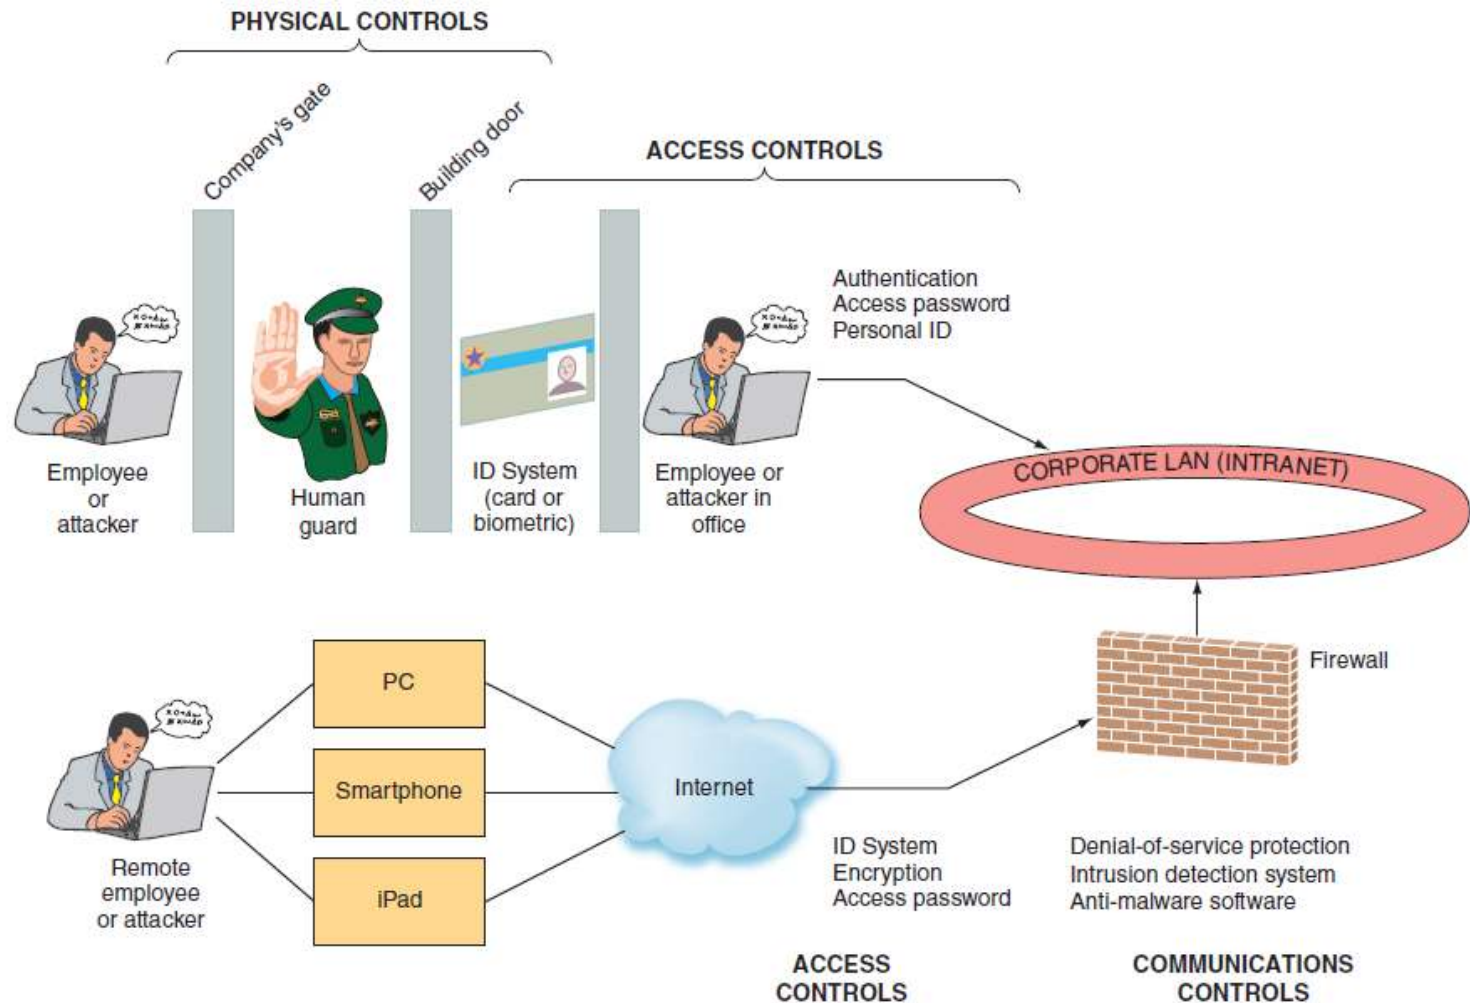 PHYSICAL CONTROLS
Company's gate
Building door
ACCESS CONTROLS
Authentication
Access password
Personal ID
Employee
or
attacker
Human
guard
ID System
(card or
biometric)
Employee or
attacker in
office
CORPORATE LAN (INTRANET)
Firewall
PC
Smartphone
iPad
Internet
Remote
employee
or attacker
ID System
Encryption
Access password
Denial-of-service protection
Intrusion detection system
Anti-malware software
ACCESS
CONTROLS
COMMUNICATIONS
CONTROLS